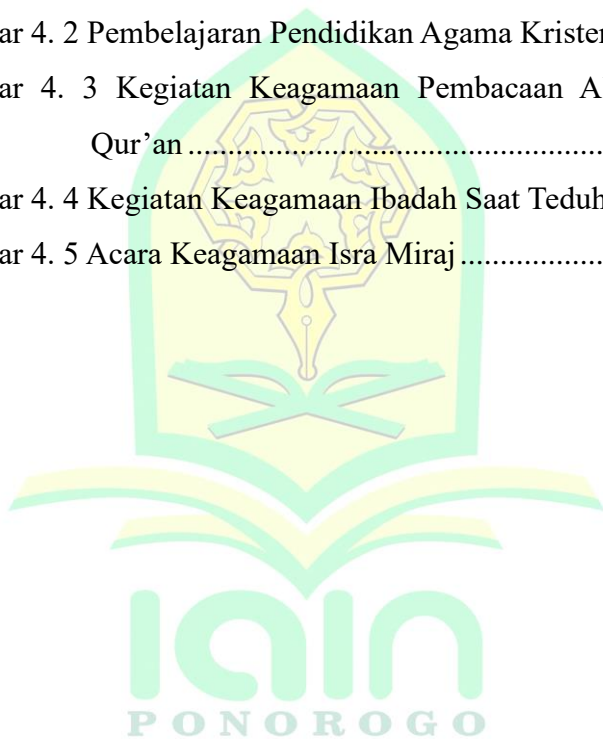 ar 4. 2 Pembelajaran Pendidikan Agama Kristen
ar 4. 3 Kegiatan Keagamaan Pembacaan A
Qur’an ..............................................
ar 4. 4 Kegiatan Keagamaan Ibadah Saat Teduh
ar 4. 5 Acara Keagamaan Isra Miraj ..................
iain
PONOROGO